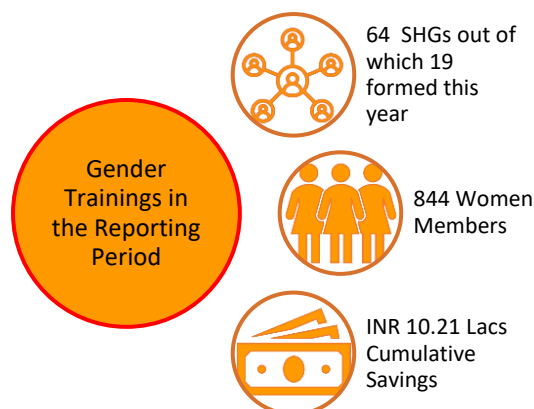 Gender
Trainings in
the Reporting
Period
64 SHGs out of
which 19
formed this
year
844 Women
Members
INR 10.21 Lacs
Cumulative
Savings